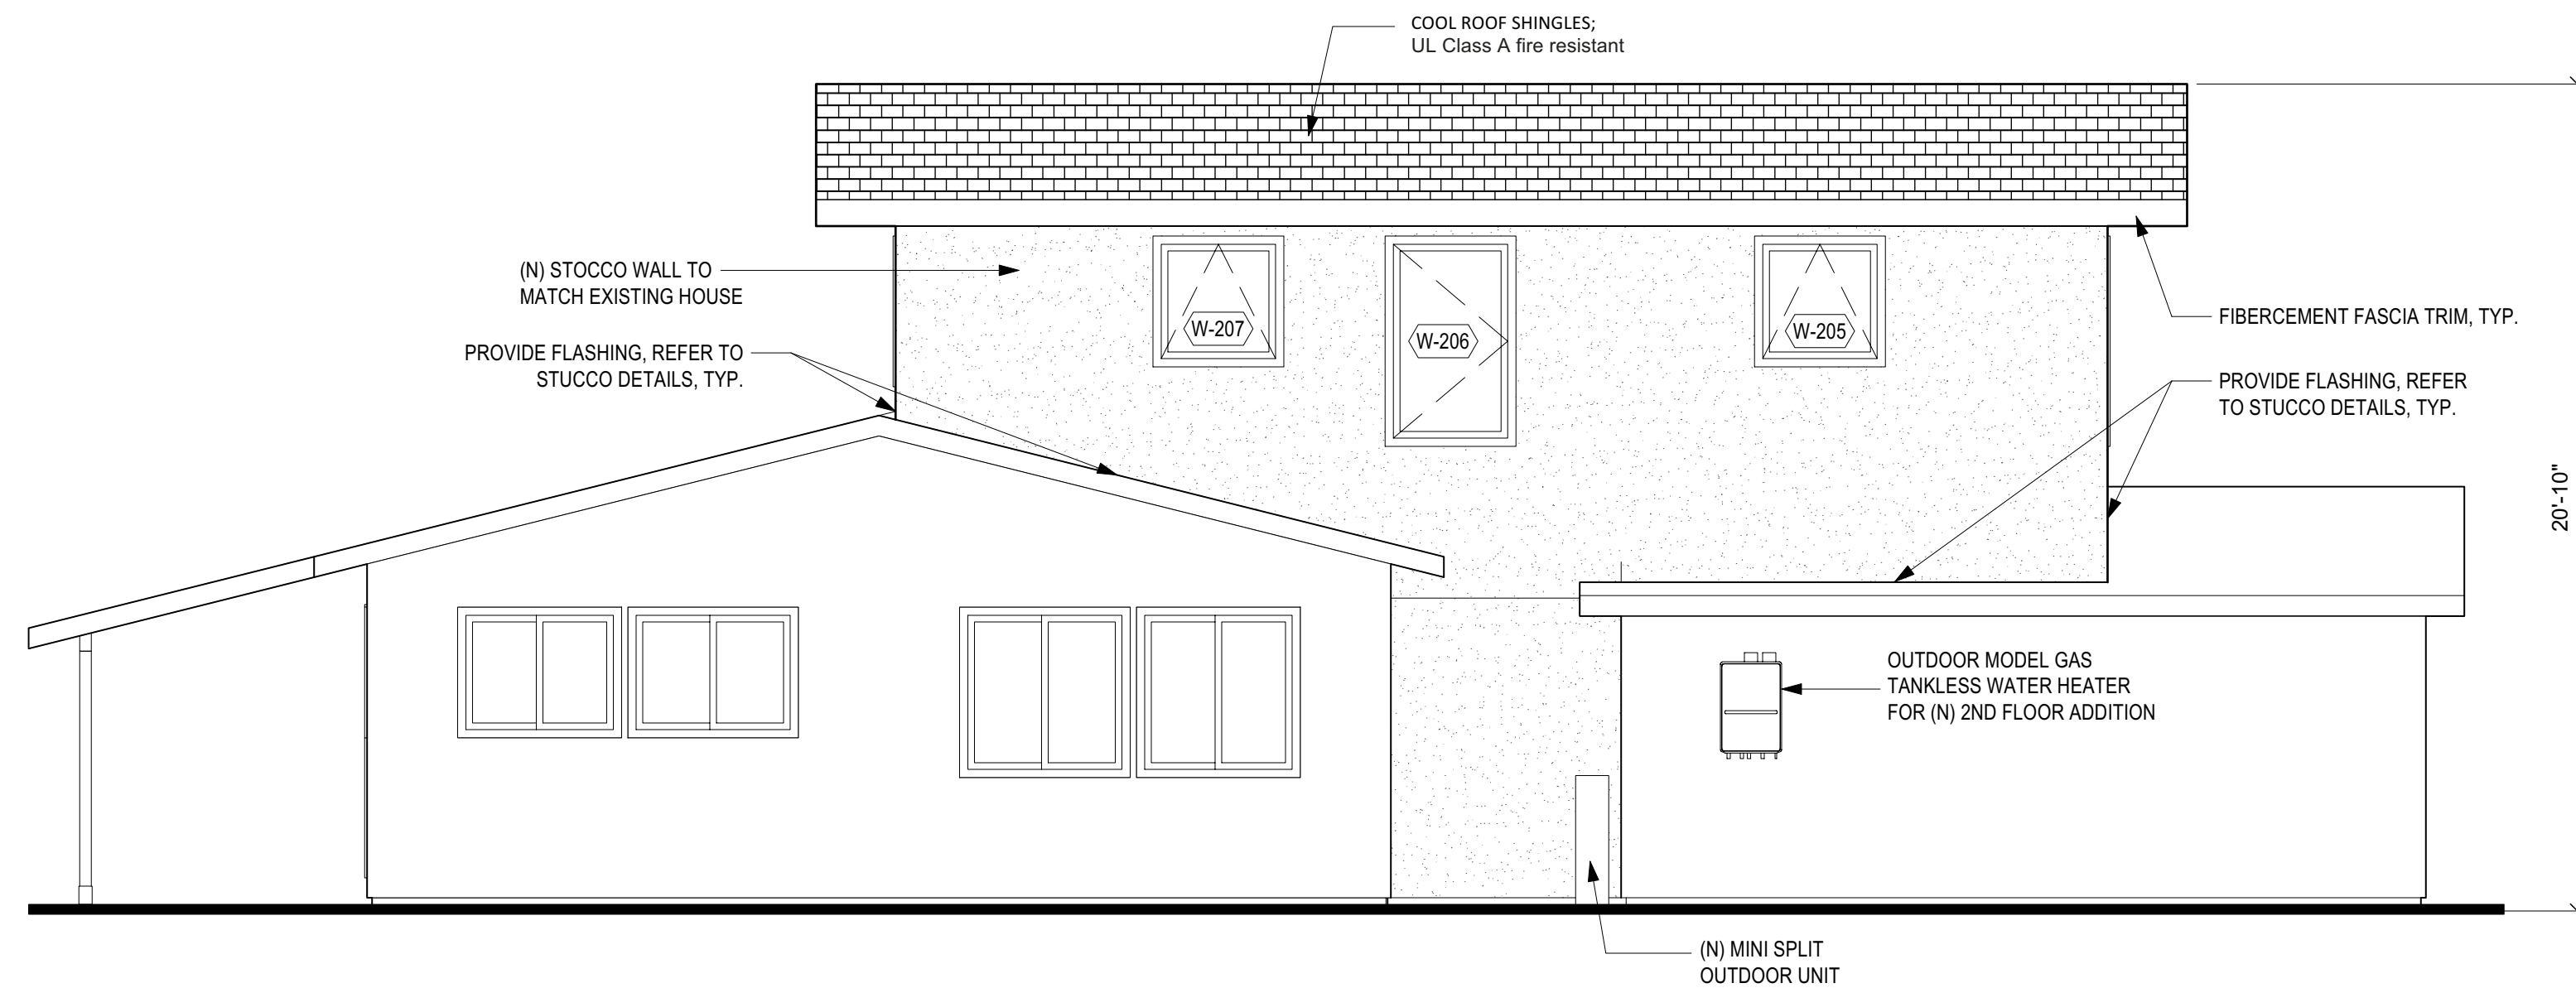 COOL ROOF SHINGLES;
UL Class A fire resistant
(N) STOCCO WALL TO
MATCH EXISTING HOUSE
PROVIDE FLASHING, REFER TO
STUCCO DETAILS, TYP.
W-207
W-206
W-205
FIBERCEMENT FASCIA TRIM, TYP.
PROVIDE FLASHING, REFER
TO STUCCO DETAILS, TYP.
20'-10"
OUTDOOR MODEL GAS
TANKLESS WATER HEATER
FOR (N) 2ND FLOOR ADDITION
(N) MINI SPLIT
OUTDOOR UNIT